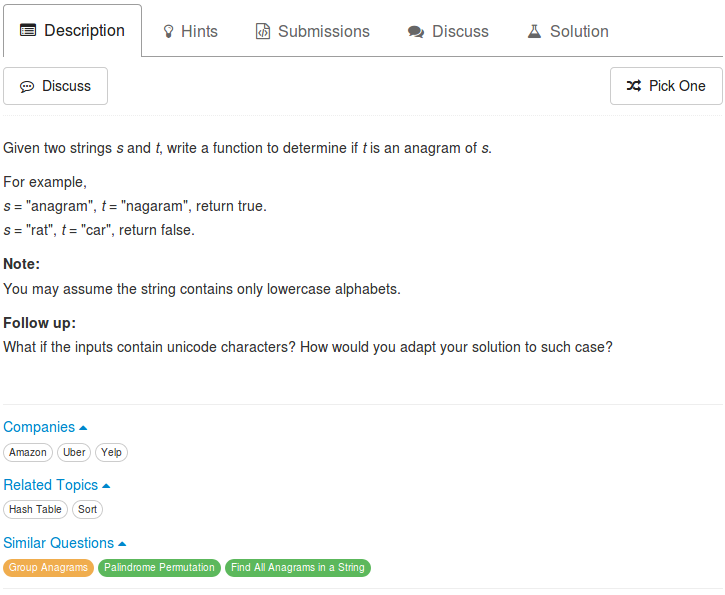 Description Hints Submissions Discuss Solution
Discuss Pick One
Given two strings s and t, write a function to determine if t is an anagram of s.
For example,
s = "anagram", t = "nagaram", return true.
s = "rat", t = "car", return false.
Note:
You may assume the string contains only lowercase alphabets.
Follow up:
What if the inputs contain unicode characters? How would you adapt your solution to such case?
Companies
Amazon Uber Yelp
Related Topics
Hash Table Sort
Similar Questions
Group Anagrams Palindrome Permutation Find All Anagrams in a String